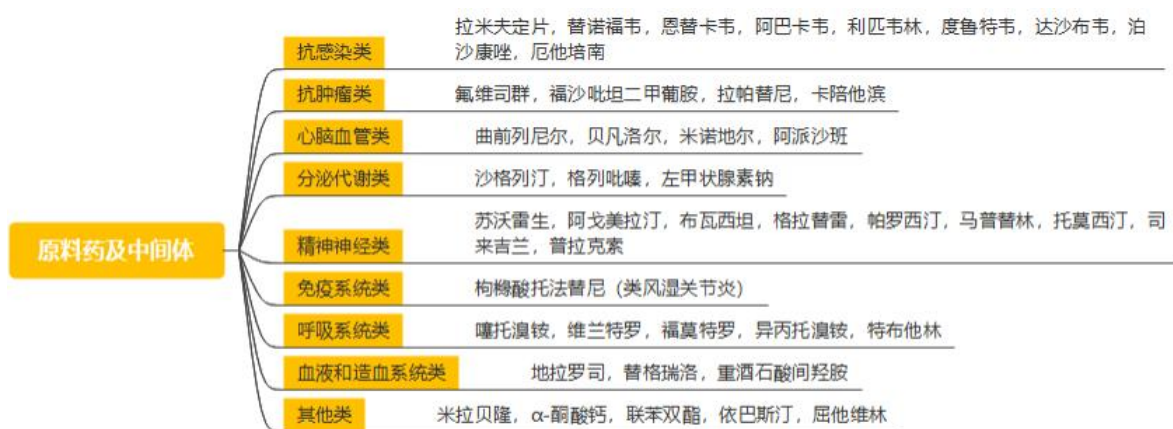 拉米夫定片，替诺福韦，恩替卡韦，阿巴卡韦，利匹韦林，度鲁特韦，达沙布韦，泊
抗感染类
沙康唑，厄他培南
抗肿瘤类
氟维司群，福沙吡坦二甲葡胺，拉帕替尼，卡陪他滨
心脑血管类
曲前列尼尔，贝凡洛尔，米诺地尔，阿派沙班
分泌代谢类
沙格列汀，格列吡嗪，左甲状腺素钠
原料药及中间体
苏沃雷生，阿戈美拉汀，布瓦西坦，格拉替雷，帕罗西汀，马普替林，托莫西汀，司
精神神经类
来吉兰，普拉克索
免疫系统类
枸橼酸托法替尼（类风湿关节炎）
呼吸系统类
噻托溴铵，维兰特罗，福莫特罗，异丙托溴铵，特布他林
血液和造血系统类
地拉罗司，替格瑞洛，重酒石酸间羟胺
其他类
米拉贝隆，α-酮酸钙，联苯双酯，依巴斯汀，屈他维林